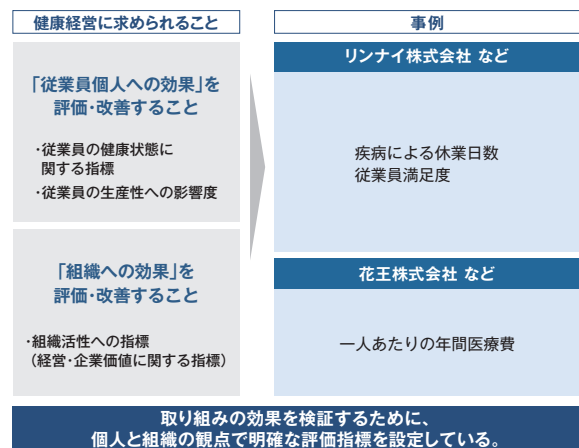 健康経営に求められること
「従業員個人への効果」を
評価・改善すること
・従業員の健康状態に
関する指標
・従業員の生産性への影響度
「組織への効果」を
評価・改善すること
・組織活性への指標
（経営・企業価値に関する指標）
事例
リンナイ株式会社 など
疾病による休業日数
従業員満足度
花王株式会社 など
一人あたりの年間医療費
取り組みの効果を検証するために、
個人と組織の観点で明確な評価指標を設定している。